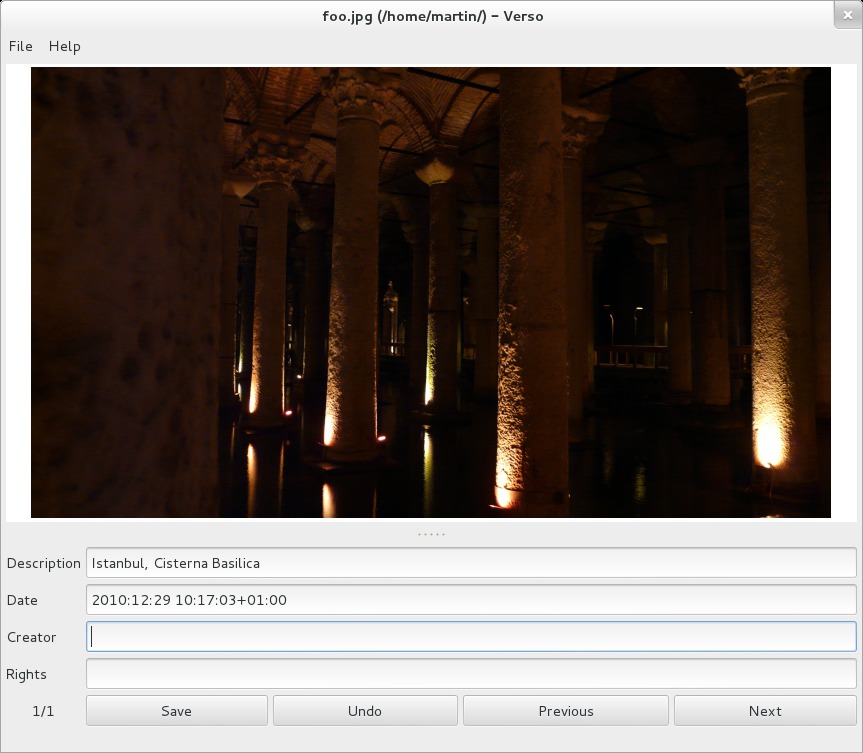 foo.jpg (/home/martin/) – Verso
File Help
Description Istanbul, Cisterna Basilica
Date 2010:12:29 10:17:03+01:00
Creator
Rights
1/1 Save Undo Previous Next